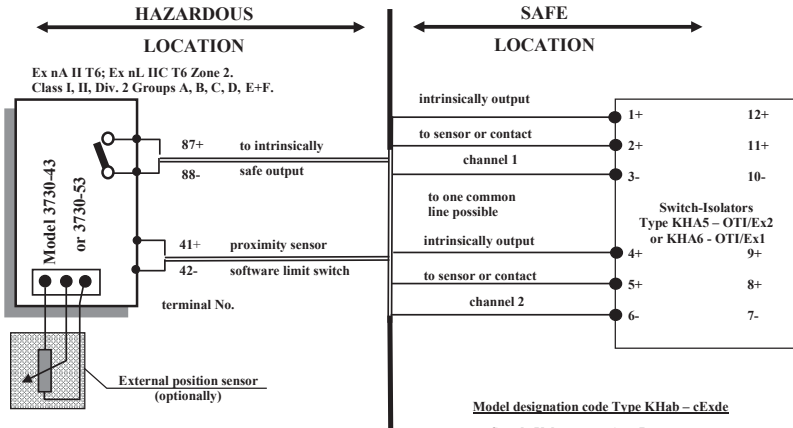 HAZARDOUS
LOCATION
SAFE
LOCATION
Ex nA II T6; Ex nL IIC T6 Zone 2.
Class I, II, Div. 2 Groups A, B, C, D, E+F.
Model 3730-43
or 3730-53
87+ to intrinsically
88- safe output
41+ proximity sensor
42- software limit switch
terminal No.
External position sensor
(optionally)
intrinsically output
to sensor or contact
channel 1
to one common
line possible
intrinsically output
to sensor or contact
channel 2
1+ 12+
2+ 11+
3- 10-
Switch-Isolators
Type KHA5 – OTI/Ex2
or KHA6 - OTI/Ex1
4+ 9+
5+ 8+
6- 7-
Model designation code Type KHab – cExde